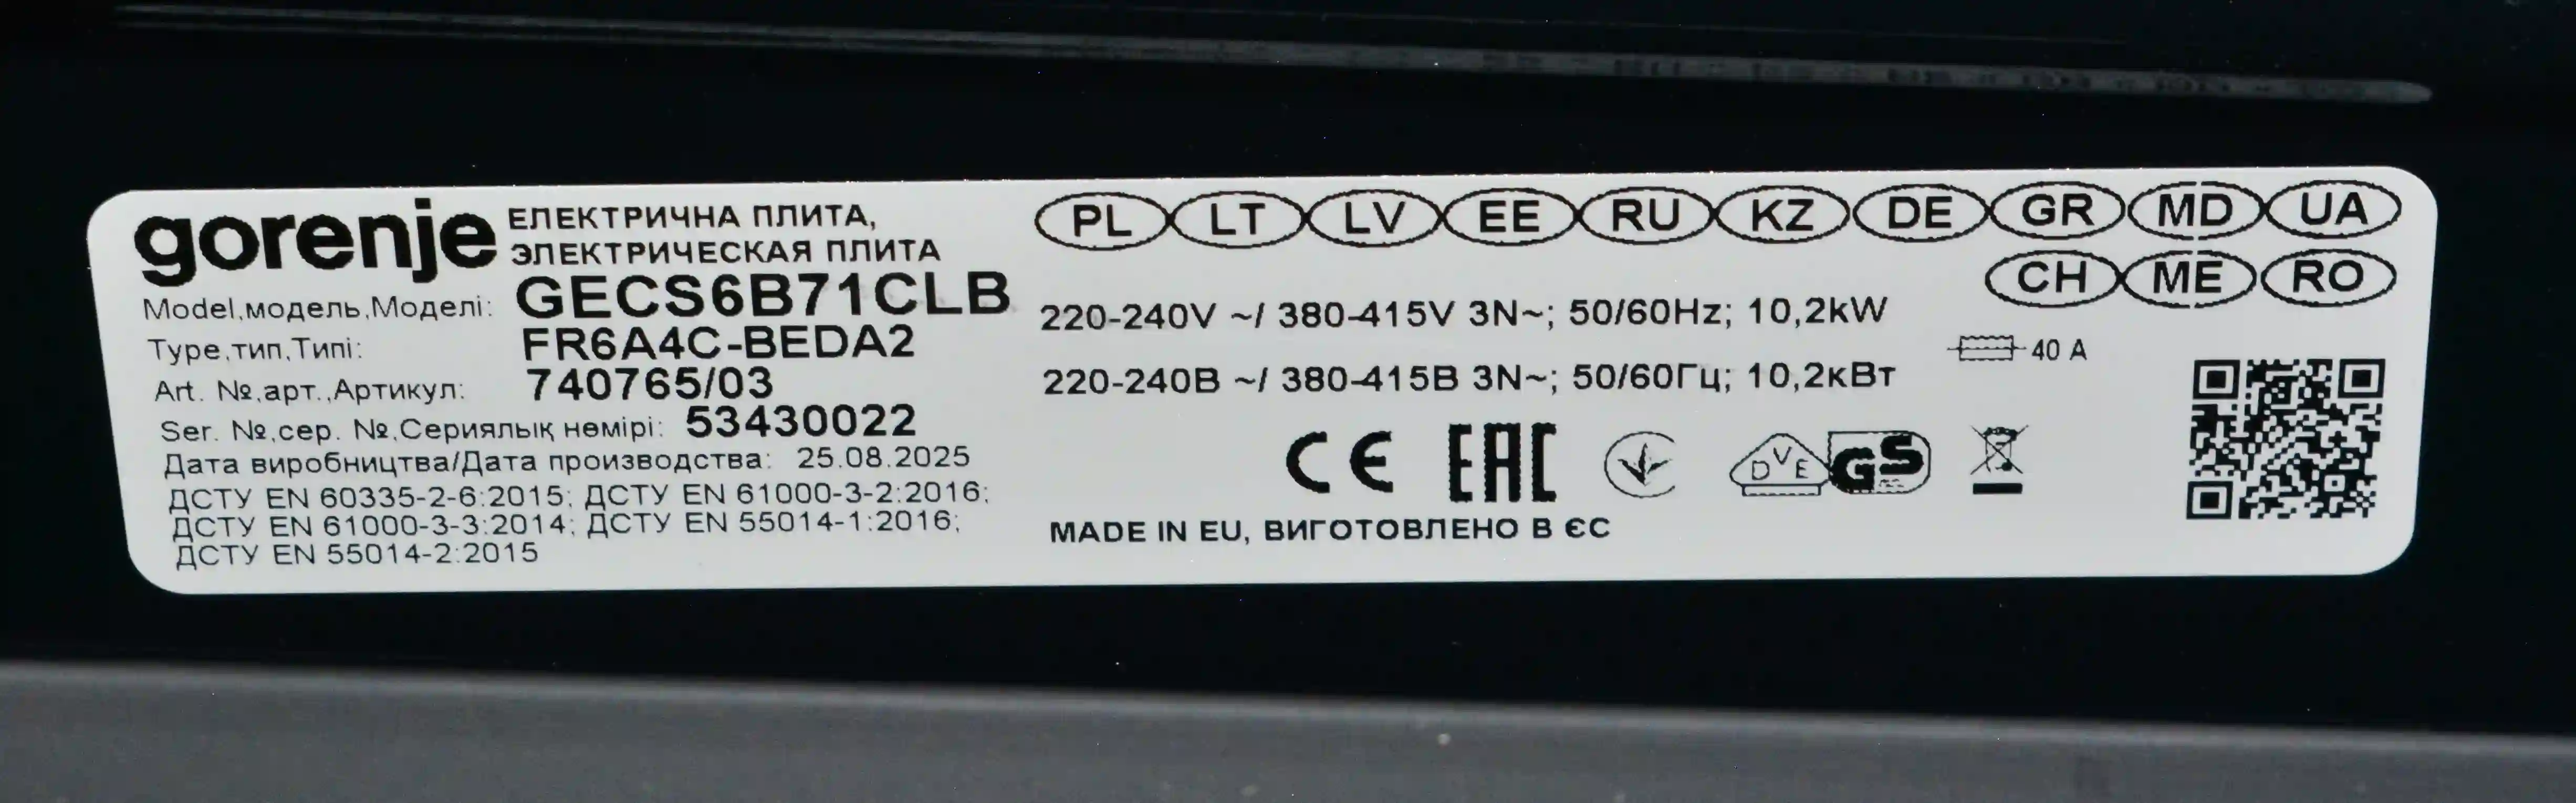 gorenje
ЕЛЕКТРИЧНА ПЛИТА,
ЭЛЕКТРИЧЕСКАЯ ПЛИТА
Model,модель,Моделі: GECS6B71CLB
Type,тип,Типі: FR6A4C-BEDA2
Art. №,арт.,Артикул: 740765/03
Ser. №,сер. №,Сериялық нөмірі: 53430022
Дата виробництва/Дата производства: 25.08.2025
ДСТУ EN 60335-2-6:2015; ДСТУ EN 61000-3-2:2016;
ДСТУ EN 61000-3-3:2014; ДСТУ EN 55014-1:2016;
ДСТУ EN 55014-2:2015
PL LT LV EE RU KZ DE GR MD UA
CH ME RO
220-240V ~/ 380-415V 3N~; 50/60Hz; 10,2kW
40 A
220-240В ~/ 380-415В 3N~; 50/60Гц; 10,2кВт
CE EAC DVE GS
MADE IN EU, ВИГОТОВЛЕНО В ЄС